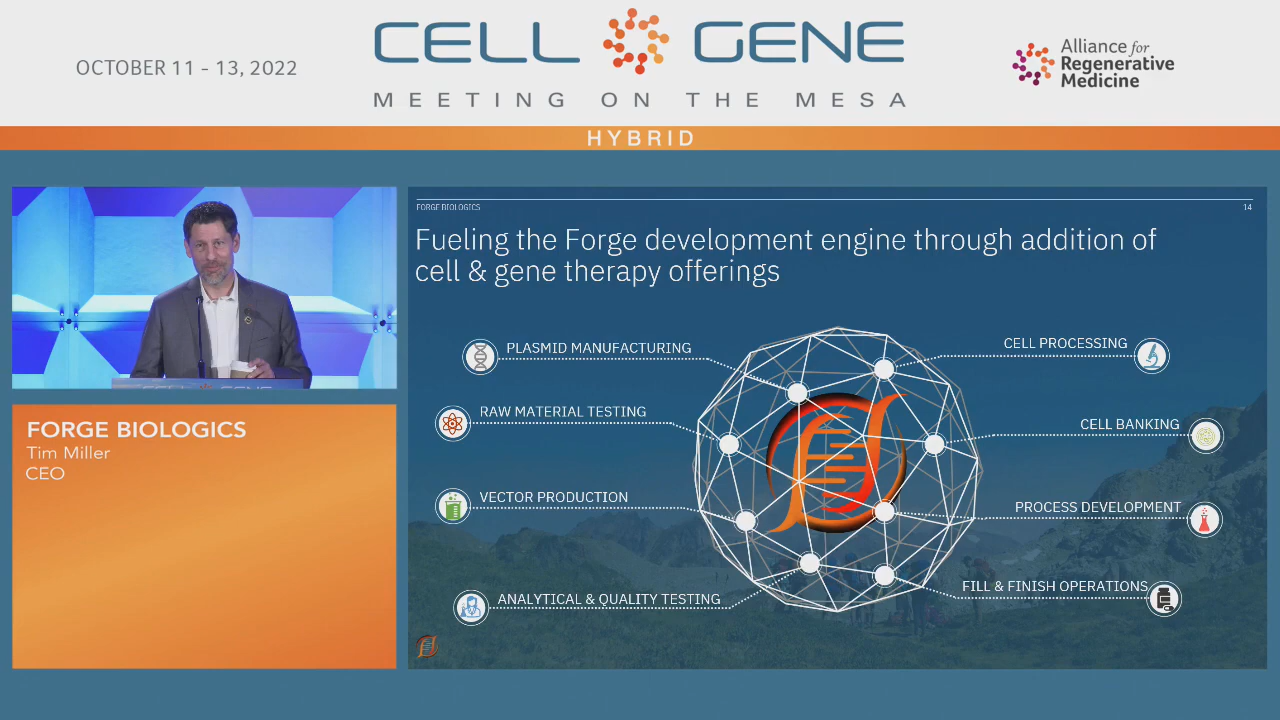 OCTOBER 11 - 13, 2022
CELL GENE
MEETING ON THE MESA
Alliance for
Regenerative
Medicine
HYBRID
CELL GENE
FORGE BIOLOGICS
Tim Miller
CEO
FORGE BIOLOGICS
14
Fueling the Forge development engine through addition of
cell & gene therapy offerings
PLASMID MANUFACTURING
RAW MATERIAL TESTING
VECTOR PRODUCTION
ANALYTICAL & QUALITY TESTING
CELL PROCESSING
CELL BANKING
PROCESS DEVELOPMENT
FILL & FINISH OPERATIONS